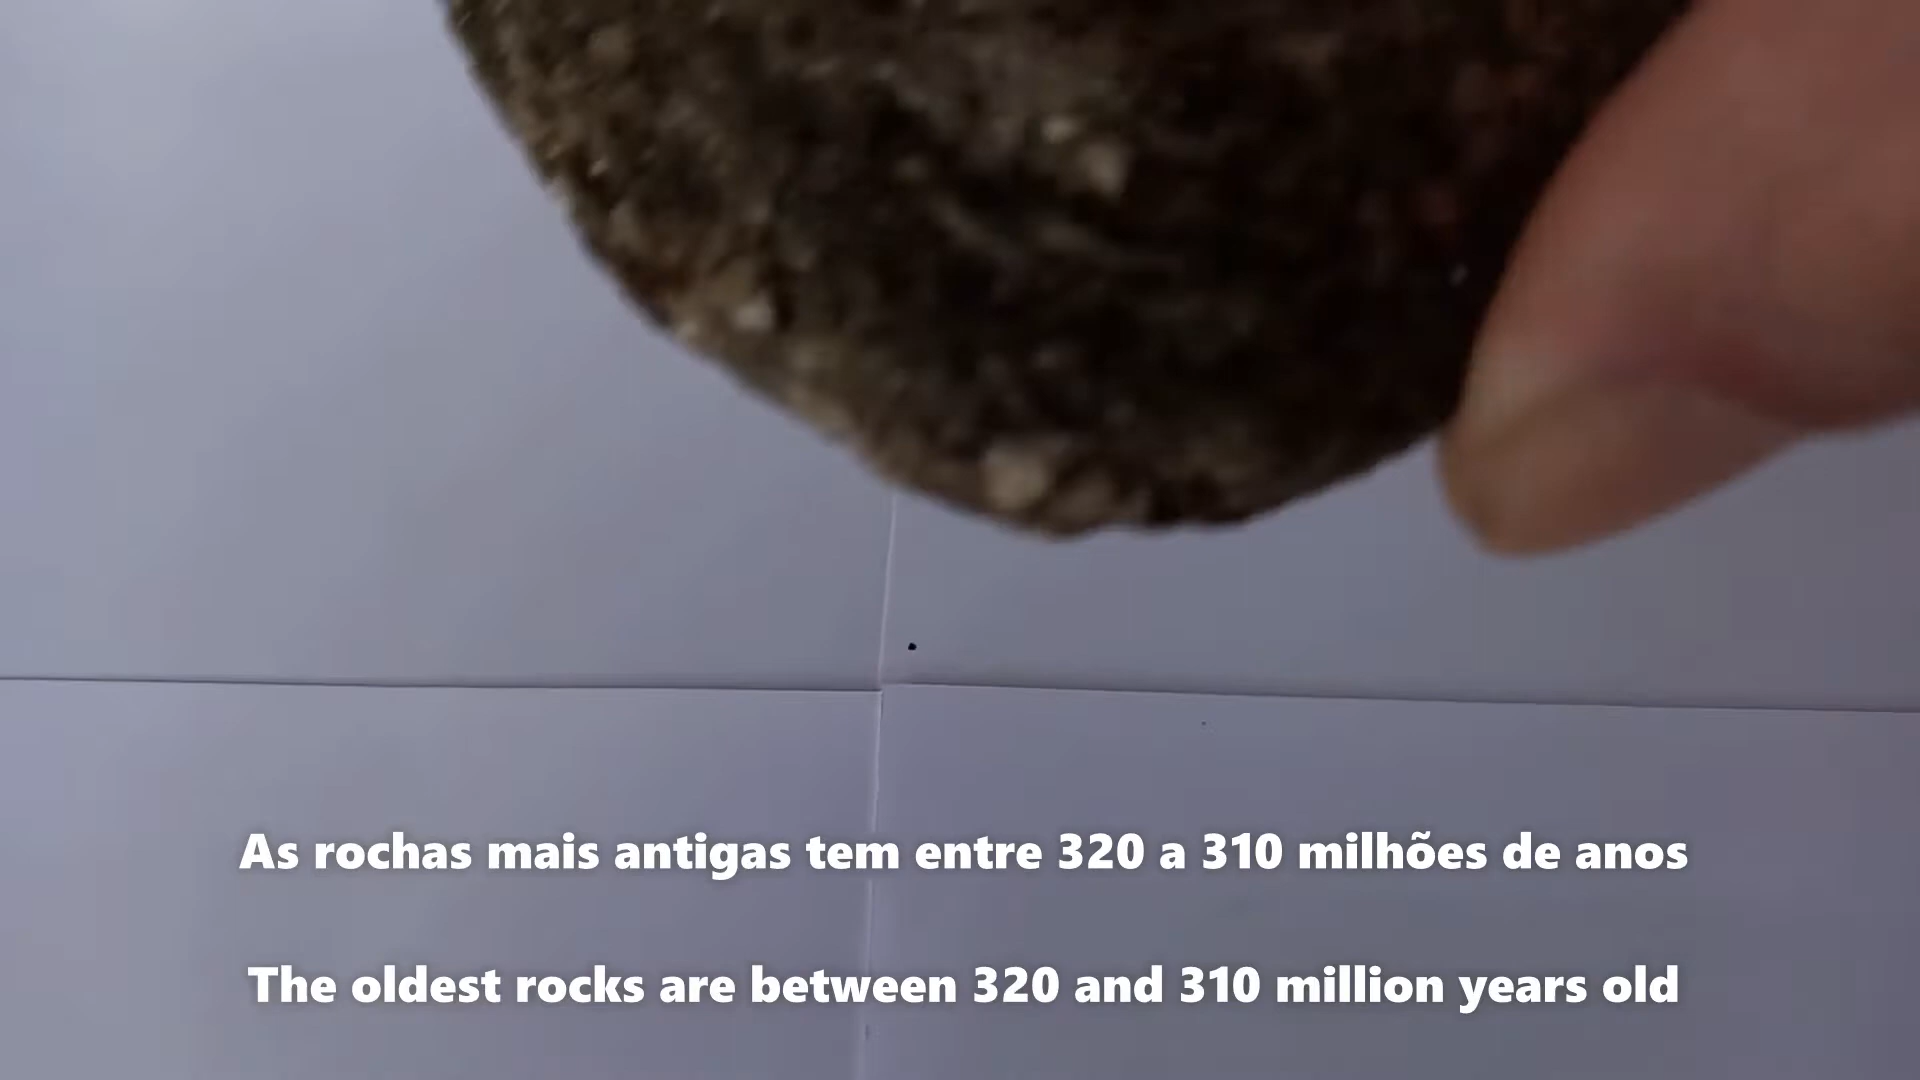 As rochas mais antigas tem entre 320 a 310 milhões de anos
The oldest rocks are between 320 and 310 million years old